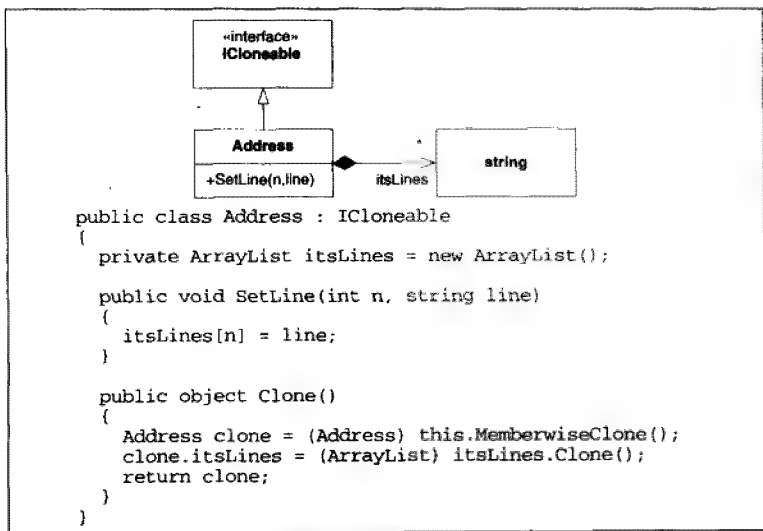 «interface»
ICloneable
Address
+SetLine(n,line)
*
itsLines
string
public class Address : ICloneable
{
private ArrayList itsLines = new ArrayList();
public void SetLine(int n, string line)
{
itsLines[n] = line;
}
public object Clone()
{
Address clone = (Address) this.MemberwiseClone();
clone.itsLines = (ArrayList) itsLines.Clone();
return clone;
}
}